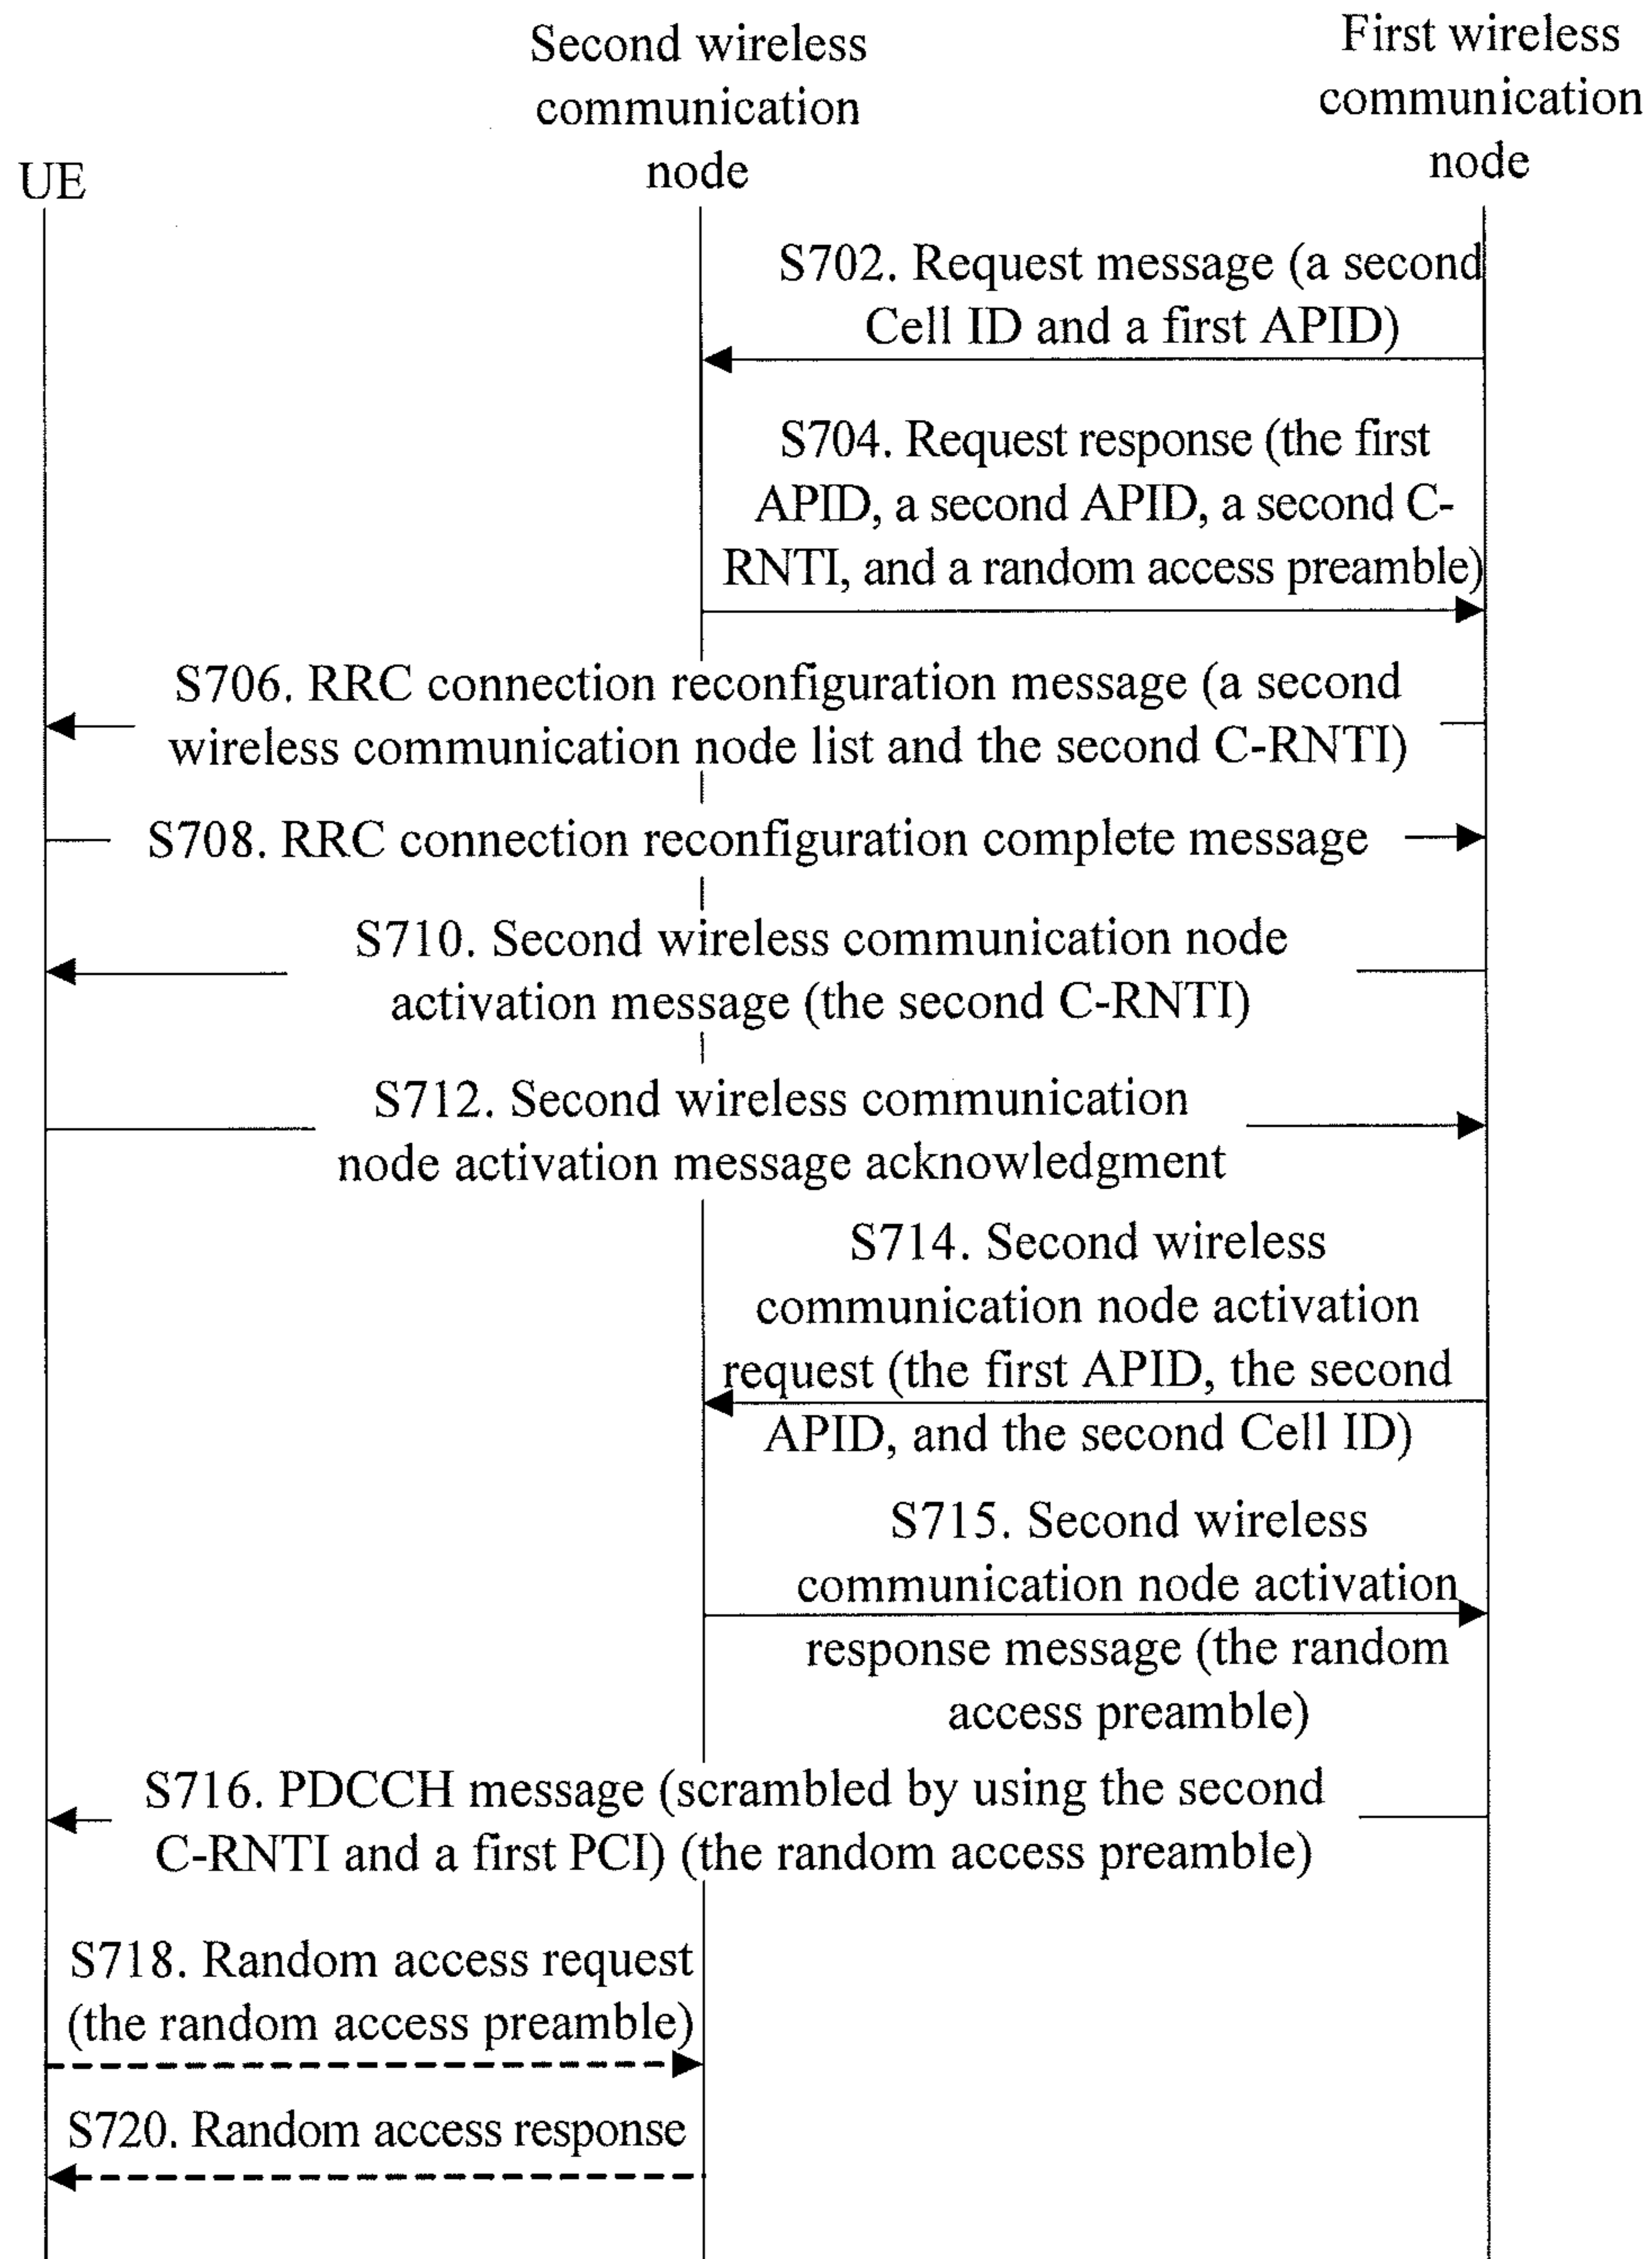 Second wireless
communication
node
First wireless
communication
node
UE
S702. Request message (a second
Cell ID and a first APID)
S704. Request response (the first
APID, a second APID, a second C-
RNTI, and a random access preamble)
S706. RRC connection reconfiguration message (a second
wireless communication node list and the second C-RNTI)
S708. RRC connection reconfiguration complete message
S710. Second wireless communication node
activation message (the second C-RNTI)
S712. Second wireless communication
node activation message acknowledgment
S714. Second wireless
communication node activation
request (the first APID, the second
APID, and the second Cell ID)
S715. Second wireless
communication node activation
response message (the random
access preamble)
S716. PDCCH message (scrambled by using the second
C-RNTI and a first PCI) (the random access preamble)
S718. Random access request
(the random access preamble)
S720. Random access response